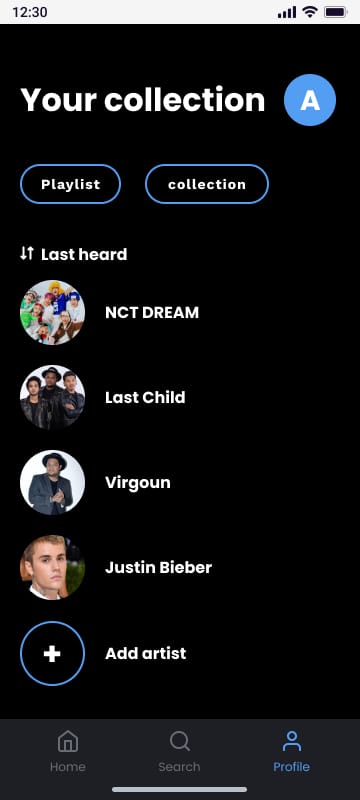 12:30
Your collection
A
Playlist
collection
Last heard
NCT DREAM
Last Child
Virgoun
Justin Bieber
Add artist
Home
Search
Profile